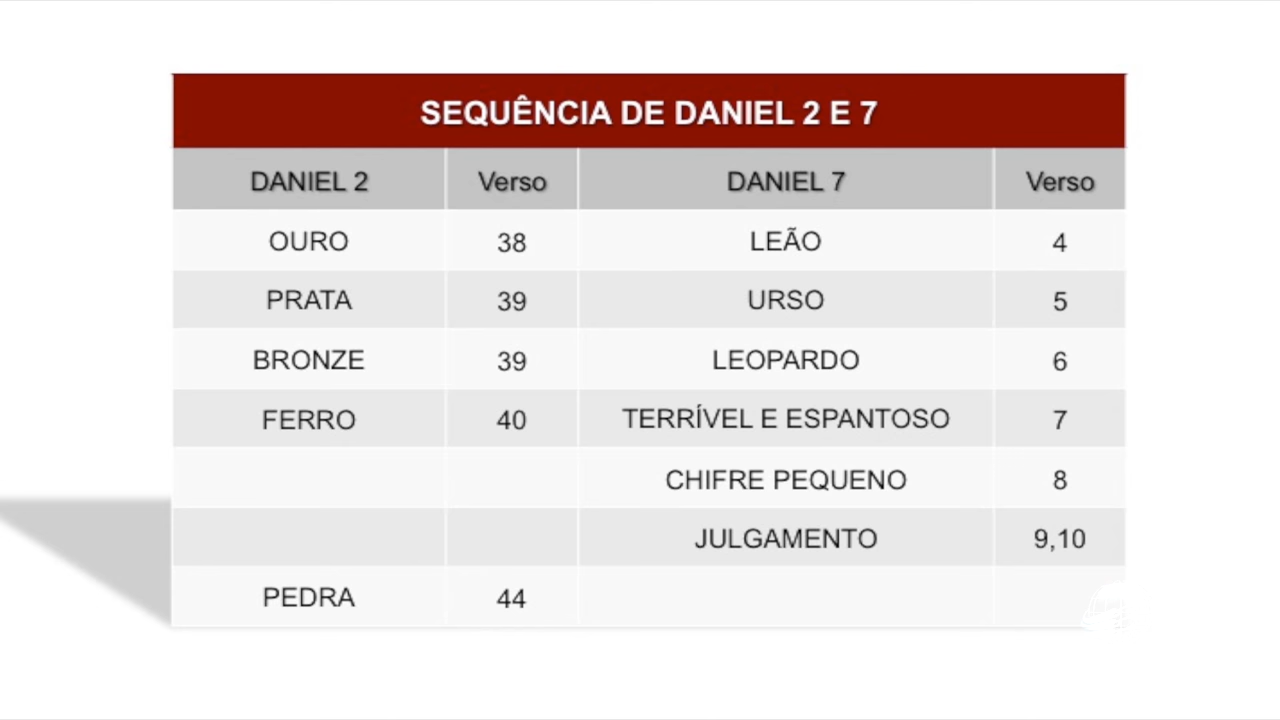 SEQUÊNCIA DE DANIEL 2 E 7
DANIEL 2 Verso DANIEL 7 Verso
OURO 38 LEÃO 4
PRATA 39 URSO 5
BRONZE 39 LEOPARDO 6
FERRO 40 TERRÍVEL E ESPANTOSO 7
CHIFRE PEQUENO 8
JULGAMENTO 9,10
PEDRA 44